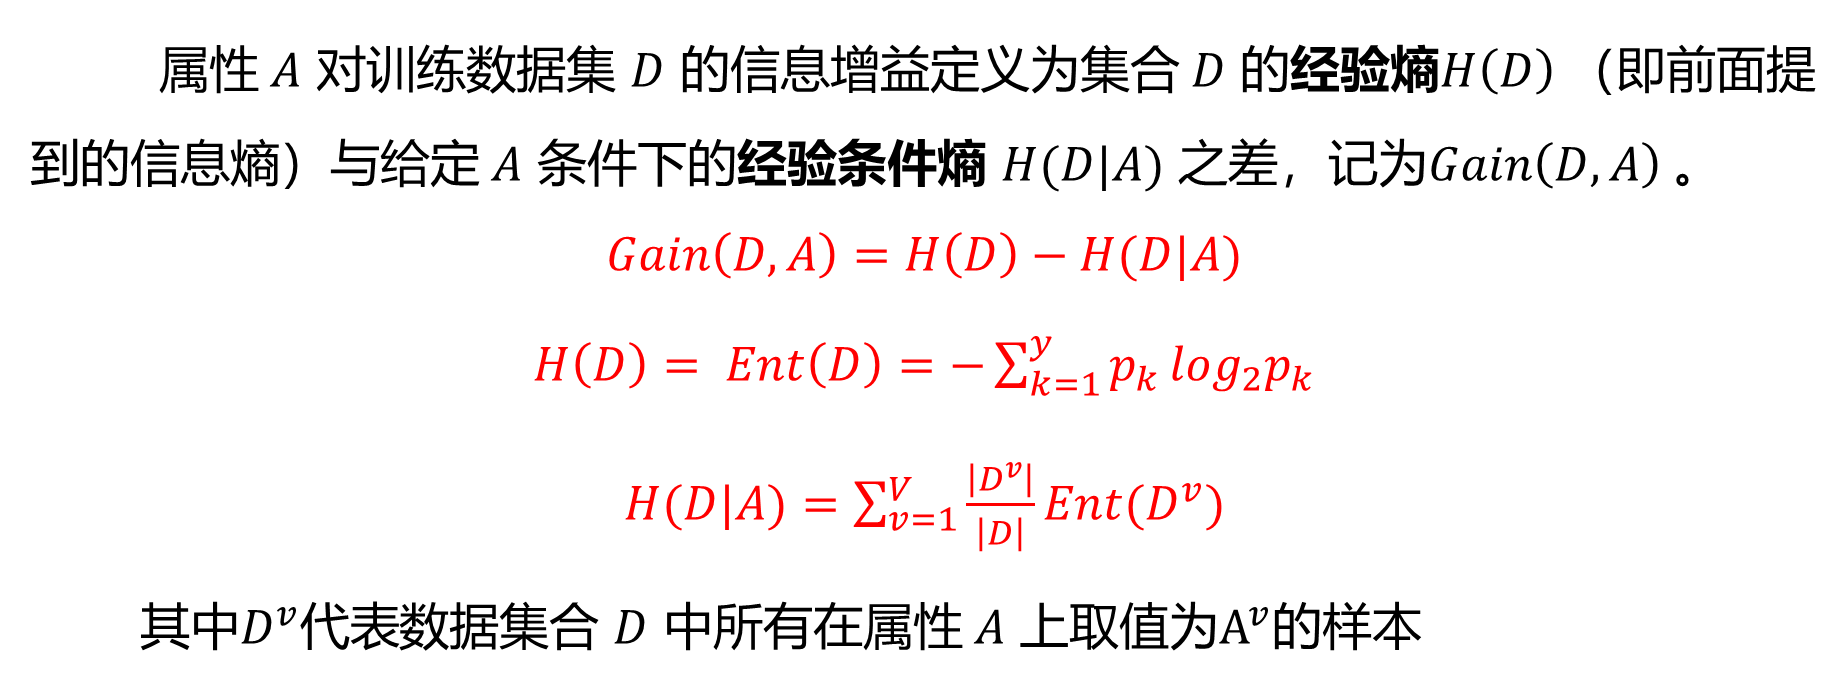 属性 A 对训练数据集 D 的信息增益定义为集合 D 的经验熵H(D)（即前面提
到的信息熵）与给定 A 条件下的经验条件熵 H(D|A) 之差，记为Gain(D, A) 。
Gain(D, A) = H(D) − H(D|A)
H(D) = Ent(D) = − ∑_{k=1}^{y} p_k log_2 p_k
H(D|A) = ∑_{v=1}^{V} \frac{|D^v|}{|D|} Ent(D^v)
其中D^v代表数据集合 D 中所有在属性 A 上取值为A^v的样本